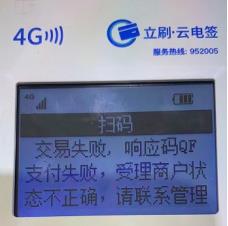 4G
立刷·云电签
服务热线: 952005
4G
扫码
交易失败, 响应码QF
支付失败, 受理商户状
态不正确, 请联系管理